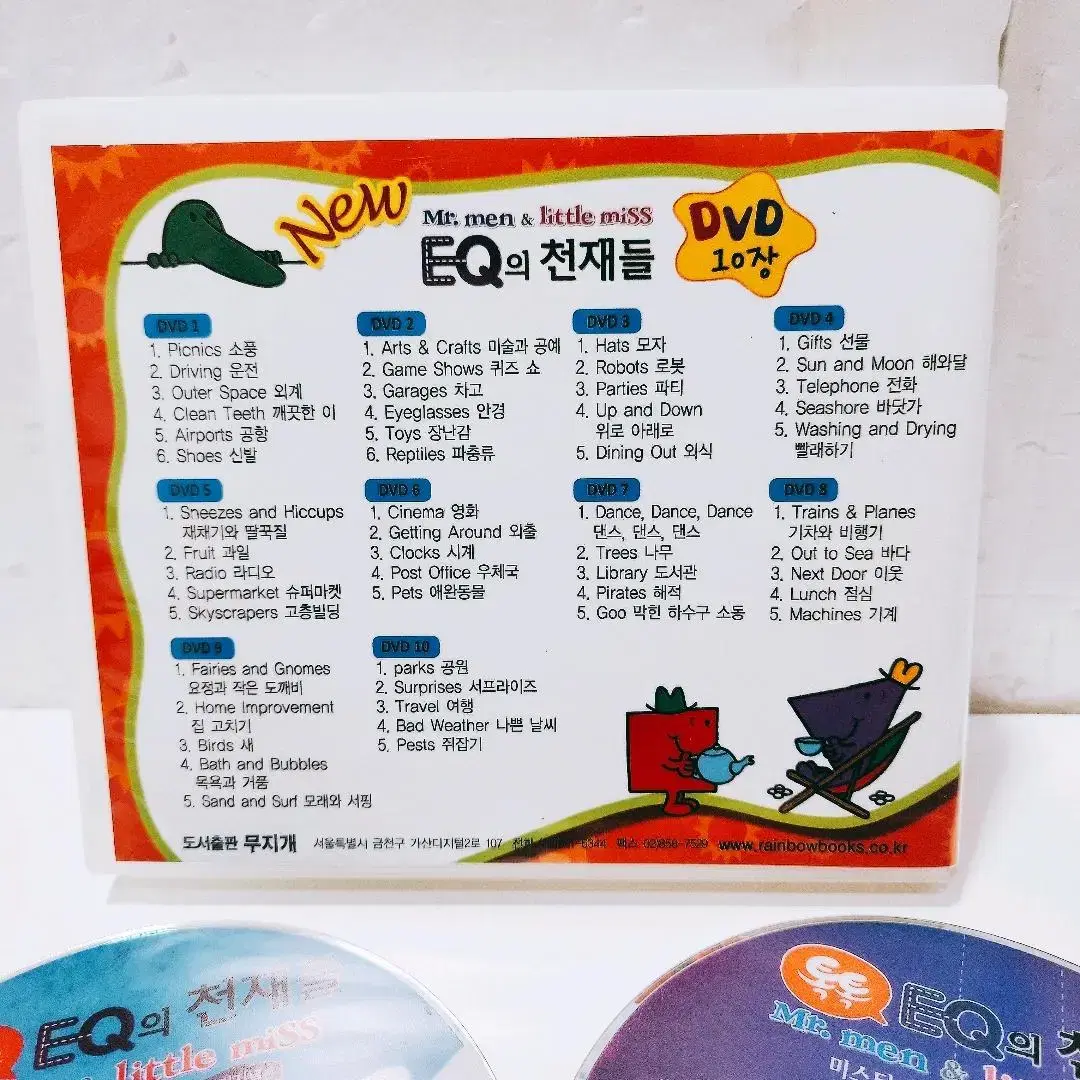 New
Mr. men & little miss
EQ의 천재들
DVD
10장
DVD 1
1. Picnics 소풍
2. Driving 운전
3. Outer Space 외계
4. Clean Teeth 깨끗한 이
5. Airports 공항
6. Shoes 신발
DVD 2
1. Arts & Crafts 미술과 공예
2. Game Shows 퀴즈 쇼
3. Garages 차고
4. Eyeglasses 안경
5. Toys 장난감
6. Reptiles 파충류
DVD 3
1. Hats 모자
2. Robots 로봇
3. Parties 파티
4. Up and Down
위로 아래로
5. Dining Out 외식
DVD 4
1. Gifts 선물
2. Sun and Moon 해와달
3. Telephone 전화
4. Seashore 바닷가
5. Washing and Drying
빨래하기
DVD 5
1. Sneezes and Hiccups
재채기와 딸꾹질
2. Fruit 과일
3. Radio 라디오
4. Supermarket 슈퍼마켓
5. Skyscrapers 고층빌딩
DVD 6
1. Cinema 영화
2. Getting Around 외출
3. Clocks 시계
4. Post Office 우체국
5. Pets 애완동물
DVD 7
1. Dance, Dance, Dance
댄스, 댄스, 댄스
2. Trees 나무
3. Library 도서관
4. Pirates 해적
5. Goo 막힌 하수구 소동
DVD 8
1. Trains & Planes
기차와 비행기
2. Out to Sea 바다
3. Next Door 이웃
4. Lunch 점심
5. Machines 기계
DVD 9
1. Fairies and Gnomes
요정과 작은 도깨비
2. Home Improvement
집 고치기
3. Birds 새
4. Bath and Bubbles
목욕과 거품
5. Sand and Surf 모래와 서핑
DVD 10
1. parks 공원
2. Surprises 서프라이즈
3. Travel 여행
4. Bad Weather 나쁜 날씨
5. Pests 쥐잡기
도서출판 무지개 서울특별시 금천구 가산디지털2로 107 팩스 02)858-7529 www.rainbowbooks.co.kr
EQ의 천재들
little miss
톡톡
EQ의
Mr. men &